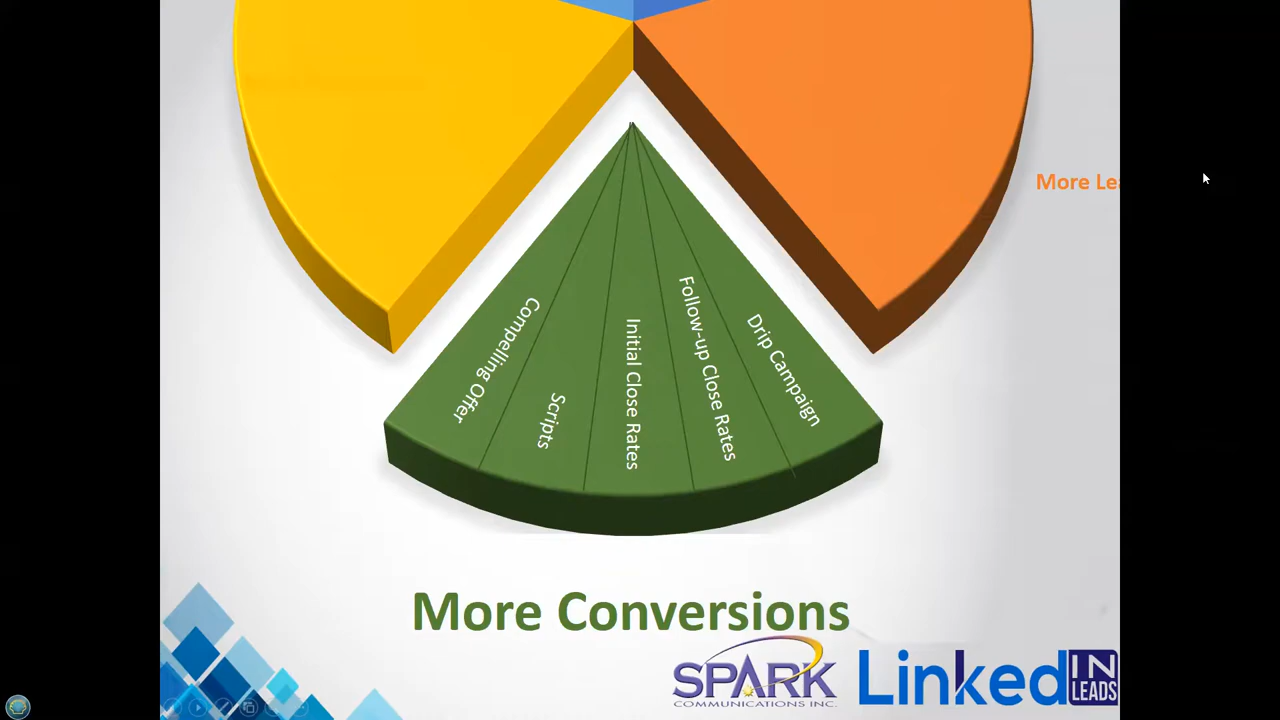 More Lea
Compelling Offer
Scripts
Initial Close Rates
Follow-up Close Rates
Drip Campaign
More Conversions
SPARK
COMMUNICATIONS INC.
Linked IN
LEADS